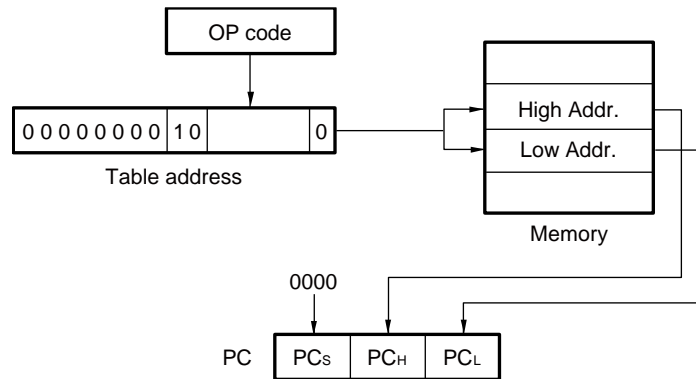 OP code
0 0 0 0 0 0 0 0 1 0 0
Table address
High Addr.
Low Addr.
Memory
0000
PC PCS PCH PCL